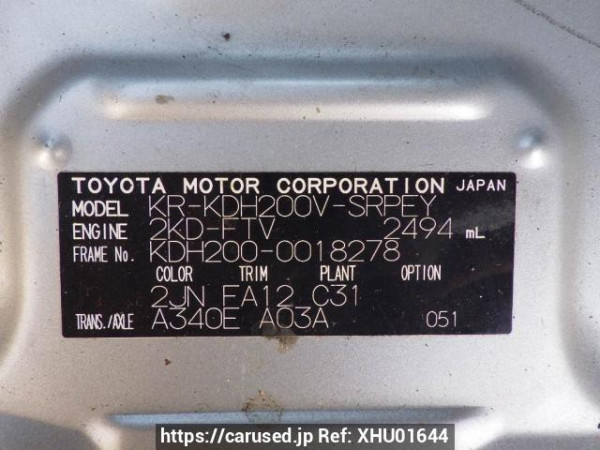 TOYOTA MOTOR CORPORATION JAPAN
MODEL KR-KDH200V-SRPEY
ENGINE 2KD-FTV 2494 mL
FRAME No. KDH200-0018278
COLOR TRIM PLANT OPTION
2JN FA12 C31
TRANS./AXLE A340E A03A 051
https://carused.jp Ref: XHU01644